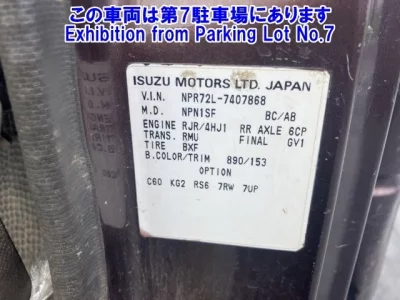 この車両は第7駐車場にあります
Exhibition from Parking Lot No.7
ISUZU MOTORS LTD. JAPAN
V.I.N. NPR72L-7407868
M.D. NPN1SF BC/AB
ENGINE RJR/4HJ1 RR AXLE 6CP
TRANS. RMU FINAL GV1
TIRE BXF
B.COLOR/TRIM 890/153
OPTION
C60 KG2 RS6 7RW 7UP